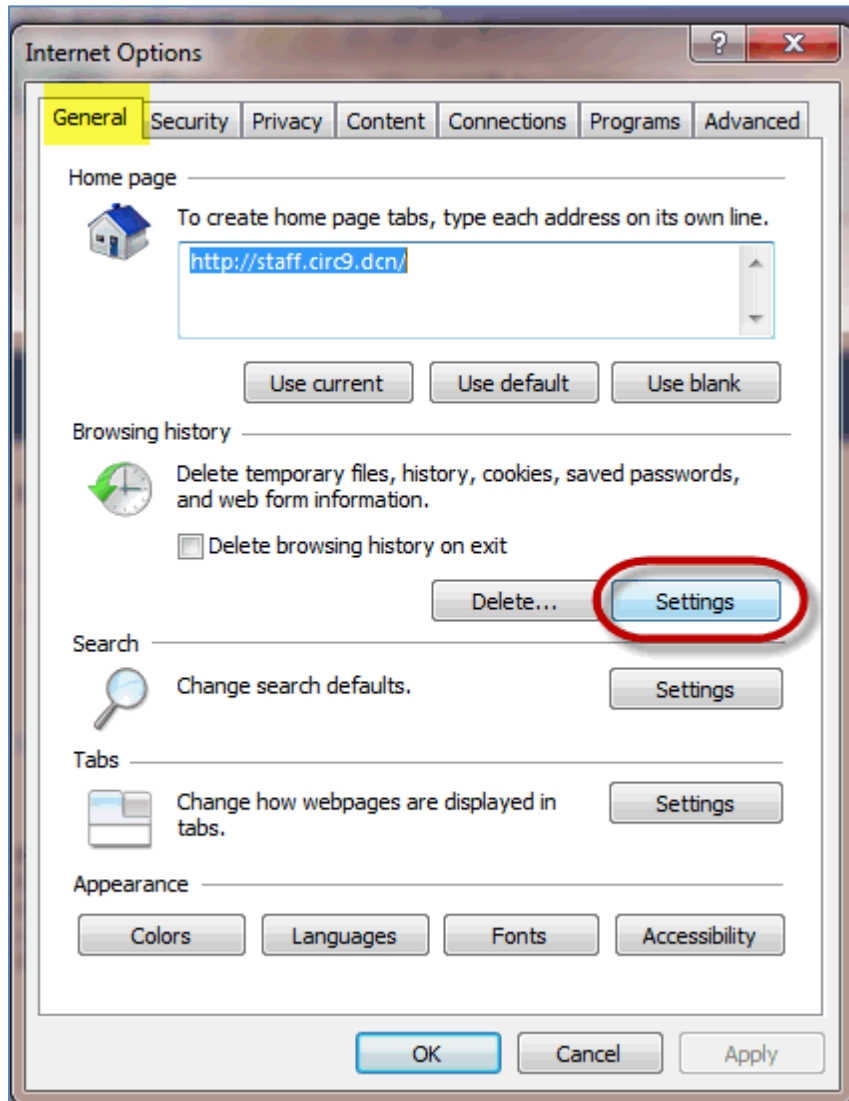 Internet Options
?
General Security Privacy Content Connections Programs Advanced
Home page
To create home page tabs, type each address on its own line.
http://staff.circ9.dcn/
Use current Use default Use blank
Browsing history
Delete temporary files, history, cookies, saved passwords,
and web form information.
Delete browsing history on exit
Delete... Settings
Search
Change search defaults. Settings
Tabs
Change how webpages are displayed in
tabs.
Settings
Appearance
Colors Languages Fonts Accessibility
OK Cancel Apply